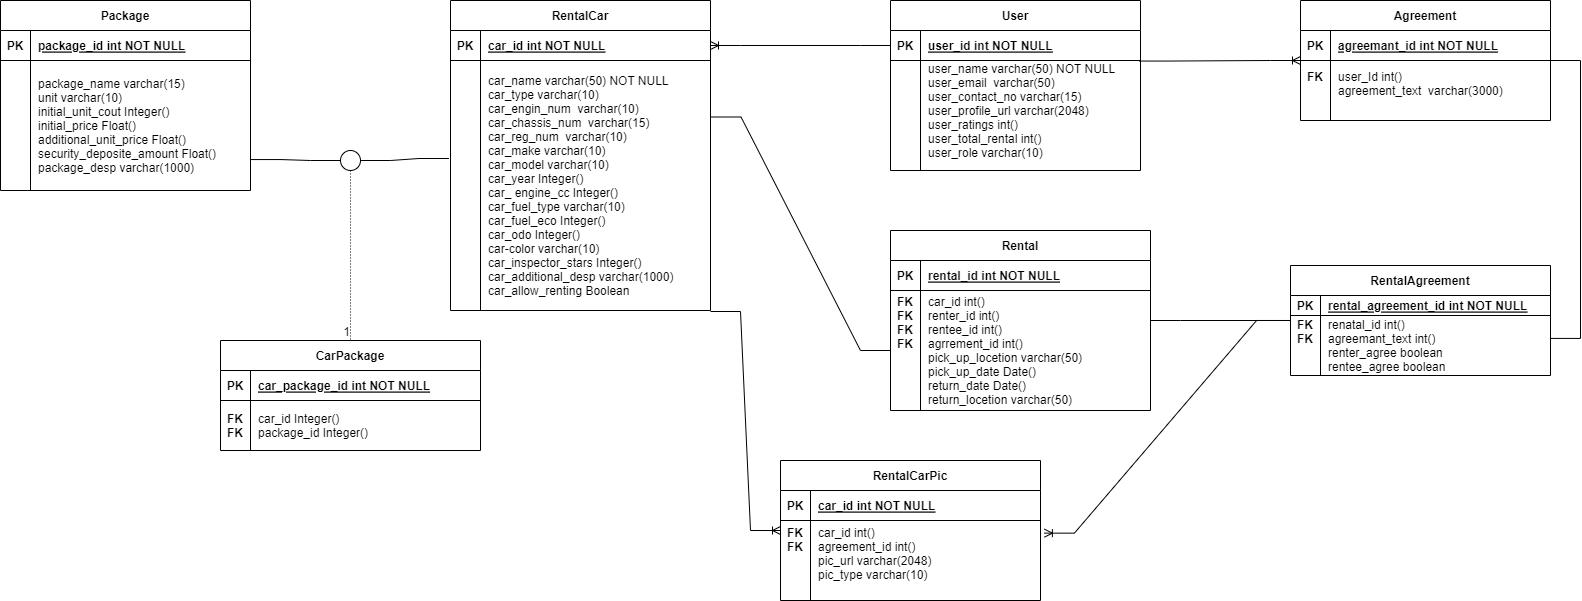 Package
PK package_id int NOT NULL
package_name varchar(15)
unit varchar(10)
initial_unit_cout Integer()
initial_price Float()
additional_unit_price Float()
security_deposite_amount Float()
package_desp varchar(1000)
RentalCar
PK car_id int NOT NULL
car_name varchar(50) NOT NULL
car_type varchar(10)
car_engin_num varchar(10)
car_chassis_num varchar(15)
car_reg_num varchar(10)
car_make varchar(10)
car_model varchar(10)
car_year Integer()
car_ engine_cc Integer()
car_fuel_type varchar(10)
car_fuel_eco Integer()
car_odo Integer()
car-color varchar(10)
car_inspector_stars Integer()
car_additional_desp varchar(1000)
car_allow_renting Boolean
User
PK user_id int NOT NULL
user_name varchar(50) NOT NULL
user_email varchar(50)
user_contact_no varchar(15)
user_profile_url varchar(2048)
user_ratings int()
user_total_rental int()
user_role varchar(10)
Agreement
PK agreemant_id int NOT NULL
FK user_Id int()
agreement_text varchar(3000)
Rental
PK rental_id int NOT NULL
FK car_id int()
FK renter_id int()
FK rentee_id int()
FK agrrement_id int()
pick_up_locetion varchar(50)
pick_up_date Date()
return_date Date()
return_locetion varchar(50)
RentalAgreement
PK rental_agreement_id int NOT NULL
FK renatal_id int()
FK agreemant_text int()
renter_agree boolean
rentee_agree boolean
1
CarPackage
PK car_package_id int NOT NULL
FK car_id Integer()
FK package_id Integer()
RentalCarPic
PK car_id int NOT NULL
FK car_id int()
FK agreement_id int()
pic_url varchar(2048)
pic_type varchar(10)